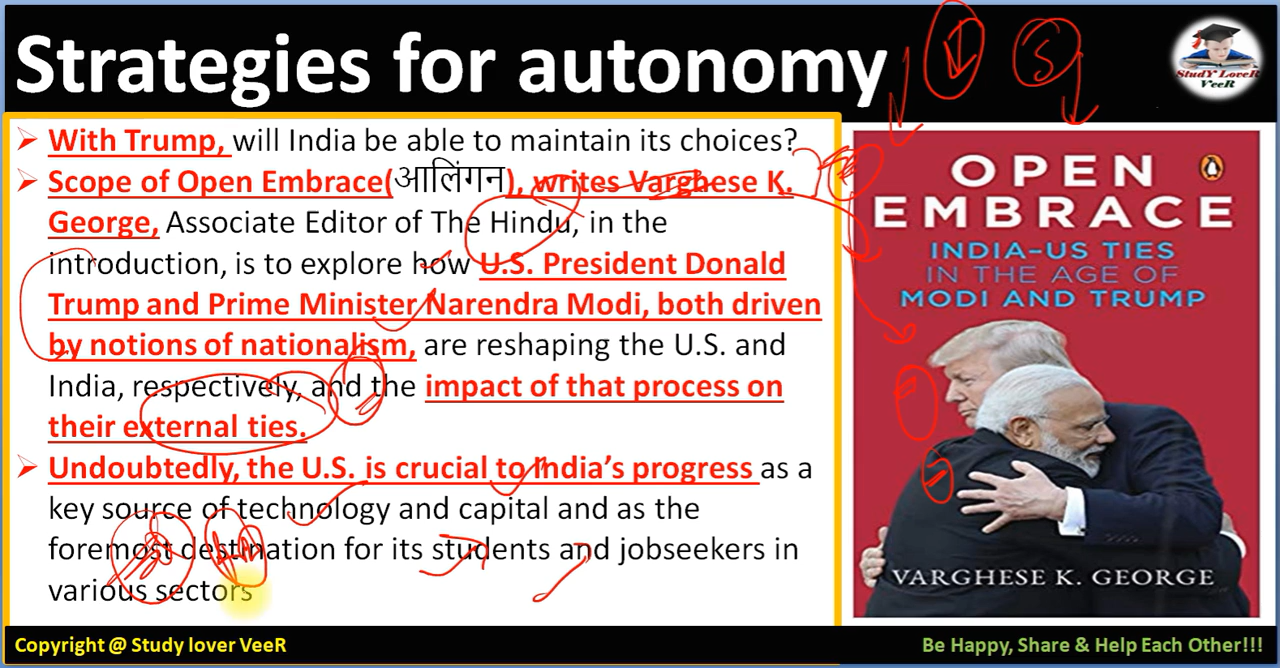 Strategies for autonomy
StudY LoveR
VeeR
➢ With Trump, will India be able to maintain its choices?
➢ Scope of Open Embrace(आलिंगन), writes Varghese K.
George, Associate Editor of The Hindu, in the
introduction, is to explore how U.S. President Donald
Trump and Prime Minister Narendra Modi, both driven
by notions of nationalism, are reshaping the U.S. and
India, respectively, and the impact of that process on
their external ties.
➢ Undoubtedly, the U.S. is crucial to India’s progress as a
key source of technology and capital and as the
foremost destination for its students and jobseekers in
various sectors
OPEN
EMBRACE
INDIA-US TIES
IN THE AGE OF
MODI AND TRUMP
VARGHESE K. GEORGE
Copyright @ Study lover VeeR
Be Happy, Share & Help Each Other!!!